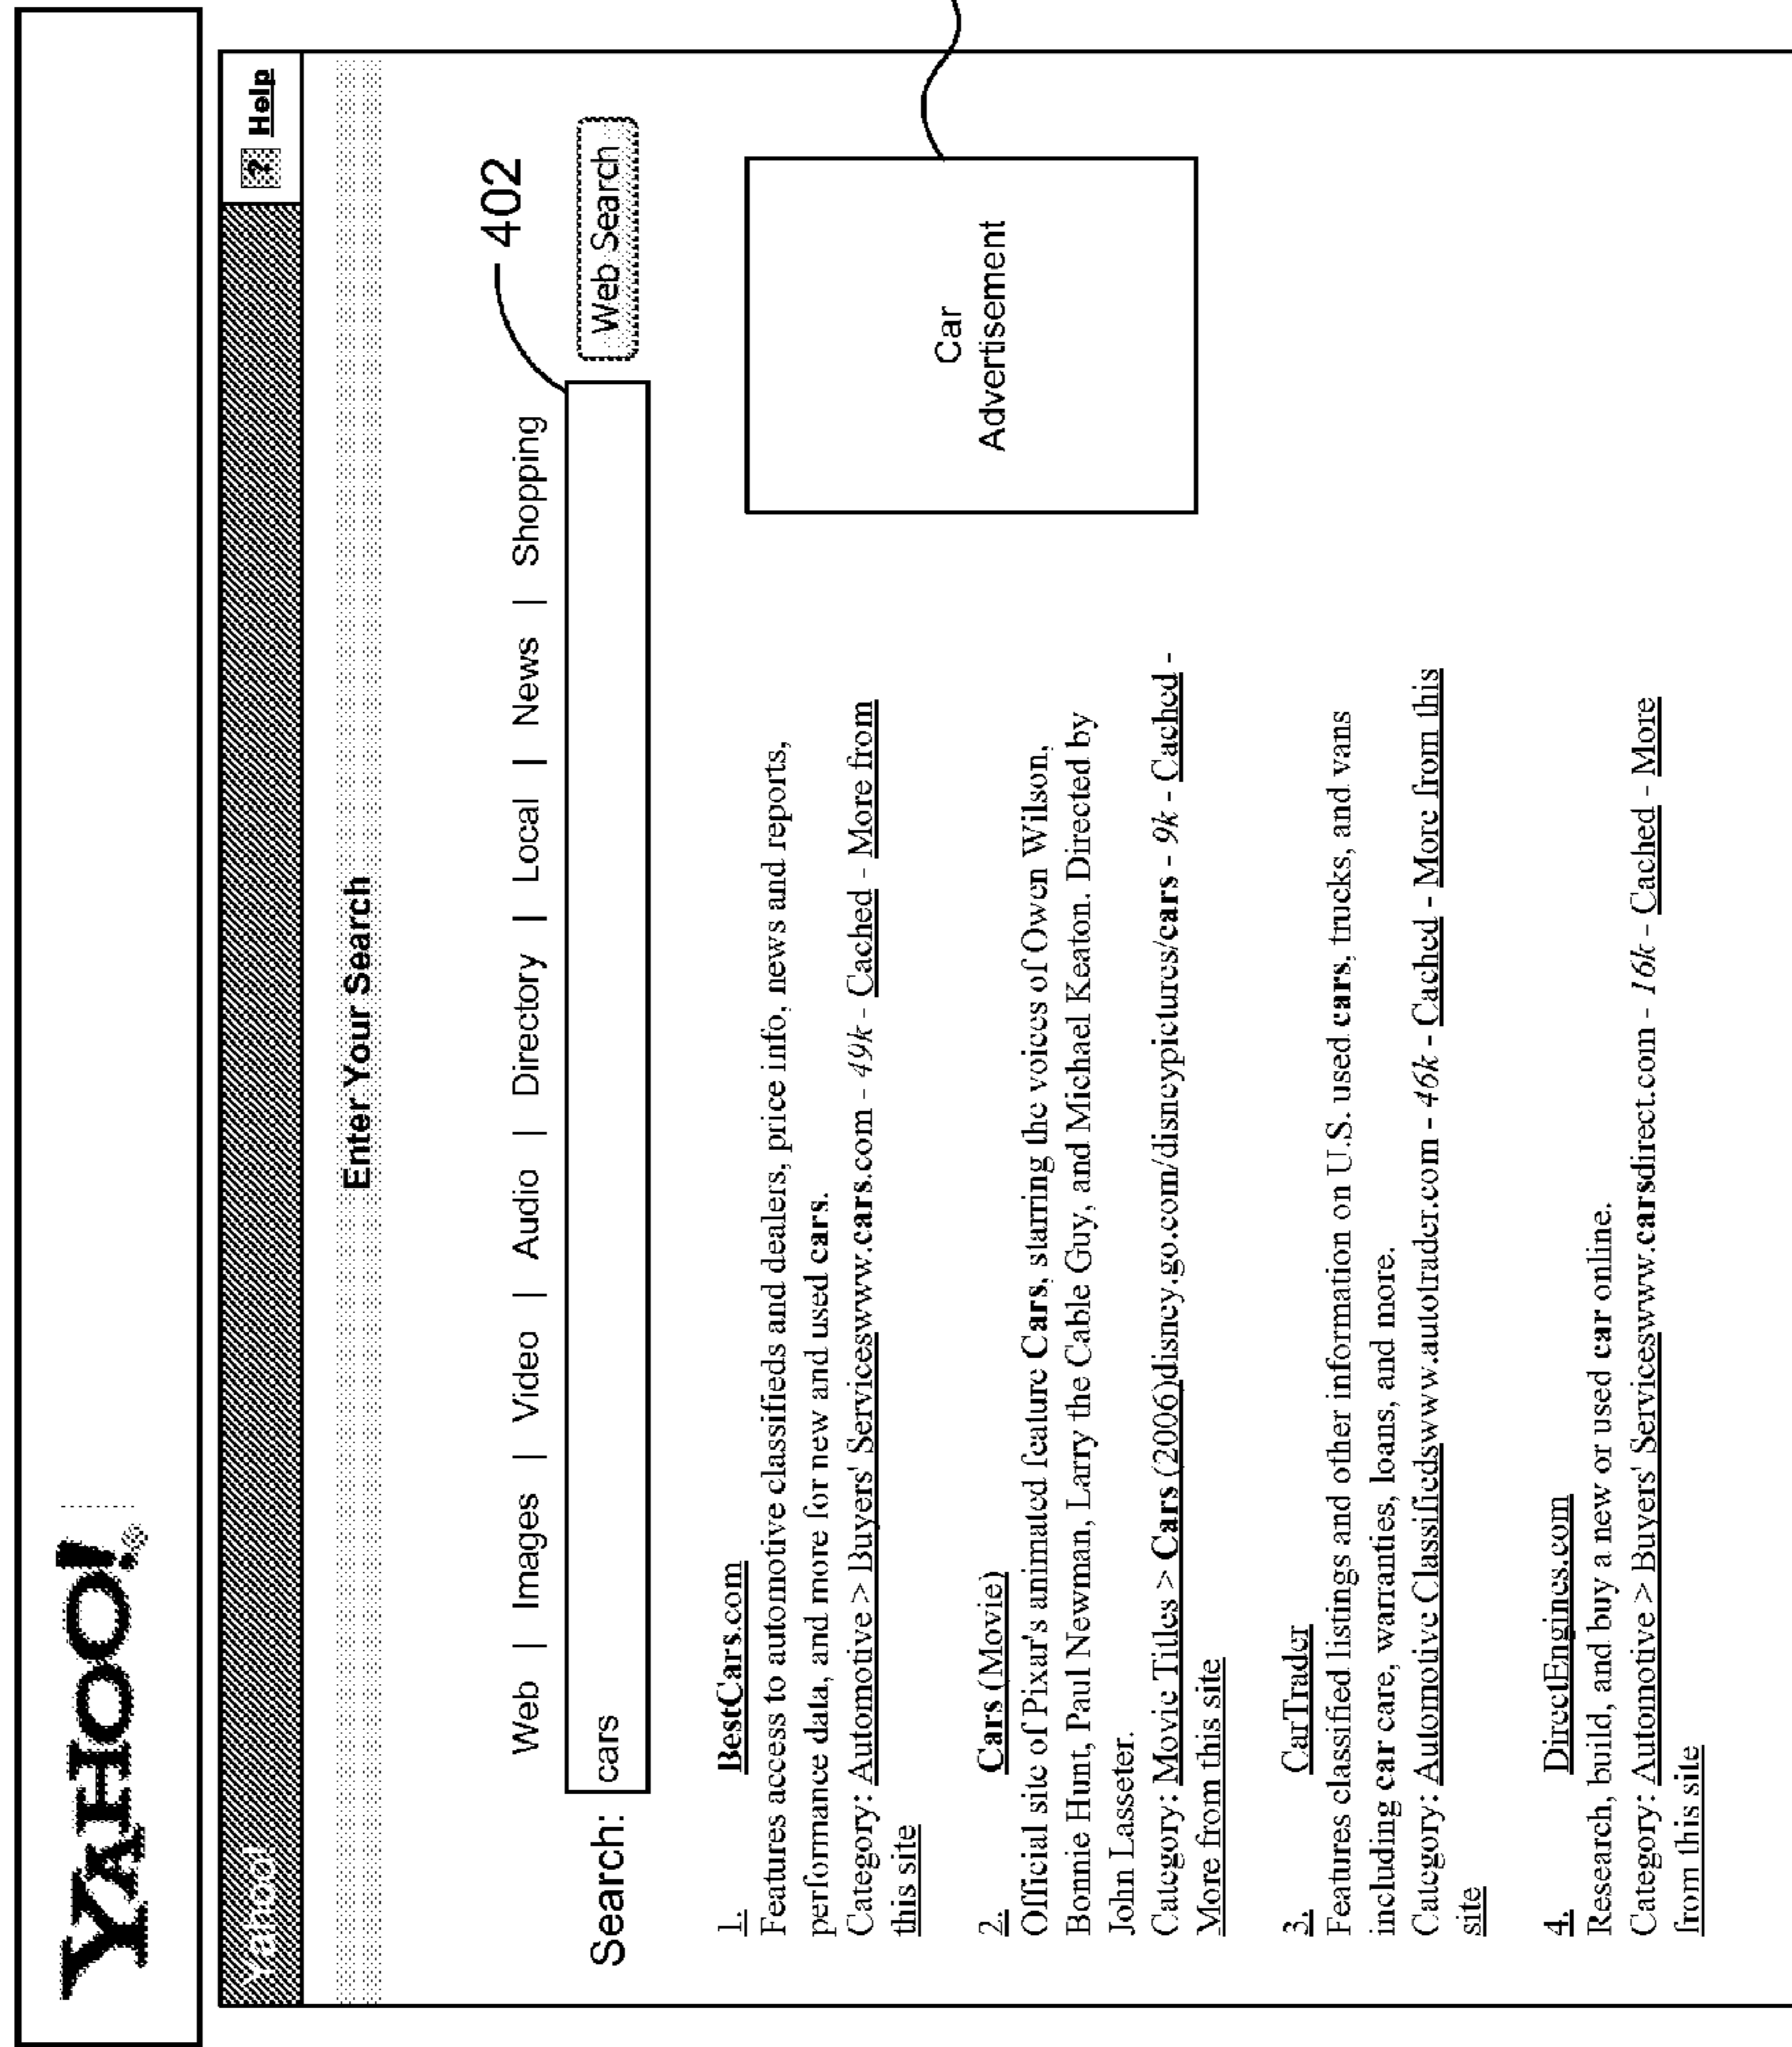 YAHOO!®
Yahoo!
? Help
Enter Your Search
402
Web | Images | Video | Audio | Directory | Local | News | Shopping
Search: cars Web Search
1. BestCars.com
Features access to automotive classifieds and dealers, price info, news and reports,
performance data, and more for new and used cars.
Category: Automotive > Buyers' Serviceswww.cars.com - 49k - Cached - More from
this site
2. Cars (Movie)
Official site of Pixar's animated feature Cars, starring the voices of Owen Wilson,
Bonnie Hunt, Paul Newman, Larry the Cable Guy, and Michael Keaton. Directed by
John Lasseter.
Category: Movie Titles > Cars (2006)disney.go.com/disneypictures/cars - 9k - Cached -
More from this site
3. CarTrader
Features classified listings and other information on U.S. used cars, trucks, and vans
including car care, warranties, loans, and more.
Category: Automotive Classifiedswww.autotrader.com - 46k - Cached - More from this
site
4. DirectEngines.com
Research, build, and buy a new or used car online.
Category: Automotive > Buyers' Serviceswww.carsdirect.com - 16k - Cached - More
from this site
Car
Advertisement